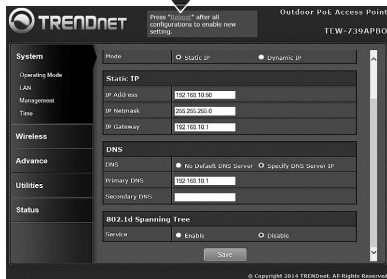 TRENDNET
Press "Reboot" after all
configurations to enable new
setting.
Outdoor PoE Access Point
TEW-739APBO
System
Operating Mode
LAN
Management
Time
Wireless
Advance
Utilities
Status
Mode Static IP Dynamic IP
Static IP
IP Address 192.168.10.50
IP Netmask 255.255.255.0
IP Gateway 192.168.10.1
DNS
DNS No Default DNS Server Specify DNS Server IP
Primary DNS 192.168.10.1
Secondary DNS
802.1d Spanning Tree
Service Enable Disable
Save
© Copyright 2014 TRENDnet. All Rights Reserved